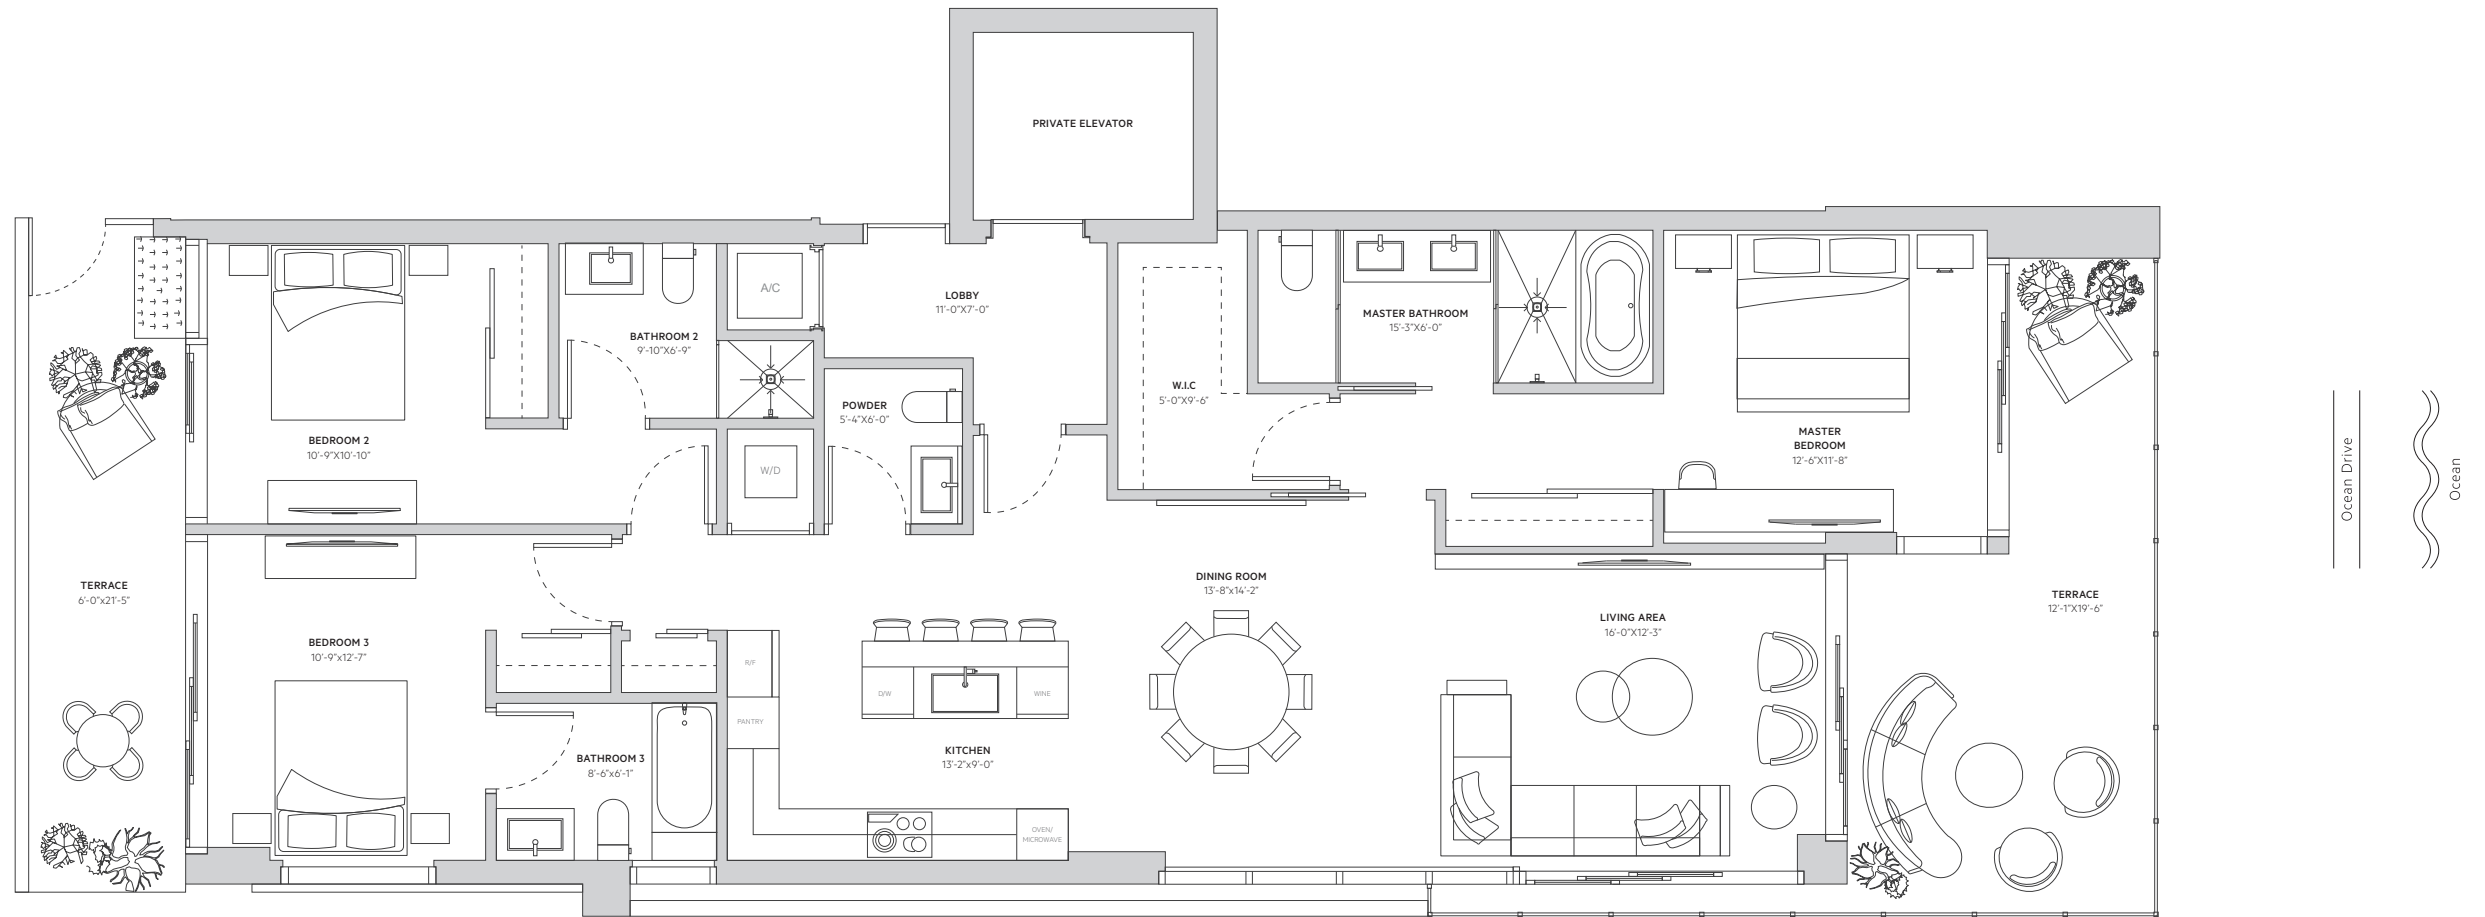 PRIVATE ELEVATOR
A/C
LOBBY
11'-0"X7'-0"
BATHROOM 2
9'-10"X6'-9"
MASTER BATHROOM
15'-3"X6'-0"
W.I.C
5'-0"X9'-6"
POWDER
5'-4"X6'-0"
BEDROOM 2
10'-9"X10'-10"
W/D
MASTER
BEDROOM
12'-6"X11'-8"
Ocean Drive
Ocean
TERRACE
6'-0"x21'-5"
DINING ROOM
13'-8"x14'-2"
TERRACE
12'-1"X19'-6"
LIVING AREA
16'-0"X12'-3"
BEDROOM 3
10'-9"x12'-7"
R/F
D/W
WINE
PANTRY
KITCHEN
13'-2"x9'-0"
BATHROOM 3
8'-6"x6'-1"
OVEN/
MICROWAVE